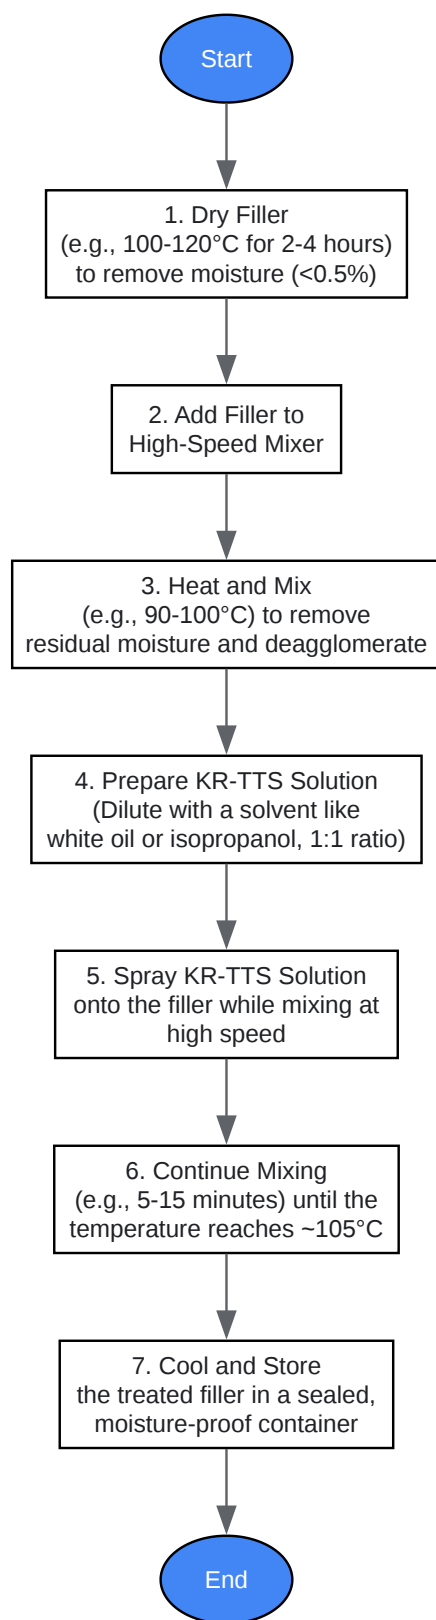 Start
1. Dry Filler
(e.g., 100-120°C for 2-4 hours)
to remove moisture (<0.5%)
2. Add Filler to
High-Speed Mixer
3. Heat and Mix
(e.g., 90-100°C) to remove
residual moisture and deagglomerate
4. Prepare KR-TTS Solution
(Dilute with a solvent like
white oil or isopropanol, 1:1 ratio)
5. Spray KR-TTS Solution
onto the filler while mixing at
high speed
6. Continue Mixing
(e.g., 5-15 minutes) until the
temperature reaches ~105°C
7. Cool and Store
the treated filler in a sealed,
moisture-proof container
End